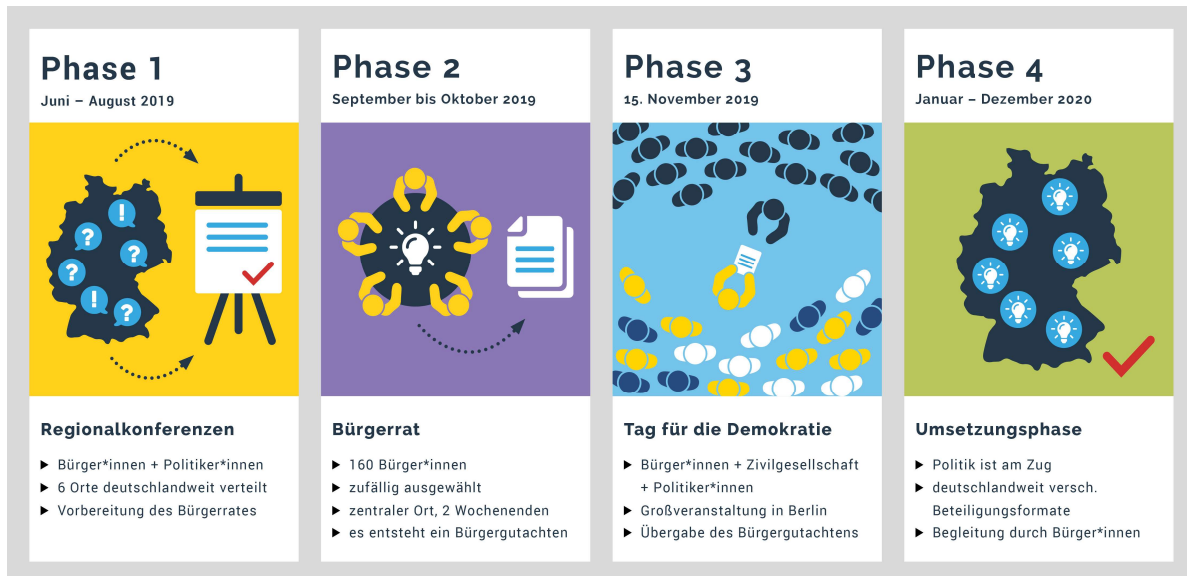 Phase 1
Juni – August 2019
!
?
?
?
!
?
Regionalkonferenzen
Bürger*innen + Politiker*innen
6 Orte deutschlandweit verteilt
Vorbereitung des Bürgerrates
Phase 2
September bis Oktober 2019
Bürgerrat
160 Bürger*innen
zufällig ausgewählt
zentraler Ort, 2 Wochenenden
es entsteht ein Bürgergutachten
Phase 3
15. November 2019
Tag für die Demokratie
Bürger*innen + Zivilgesellschaft
+ Politiker*innen
Großveranstaltung in Berlin
Übergabe des Bürgergutachtens
Phase 4
Januar – Dezember 2020
Umsetzungsphase
Politik ist am Zug
deutschlandweit versch.
Beteiligungsformate
Begleitung durch Bürger*innen